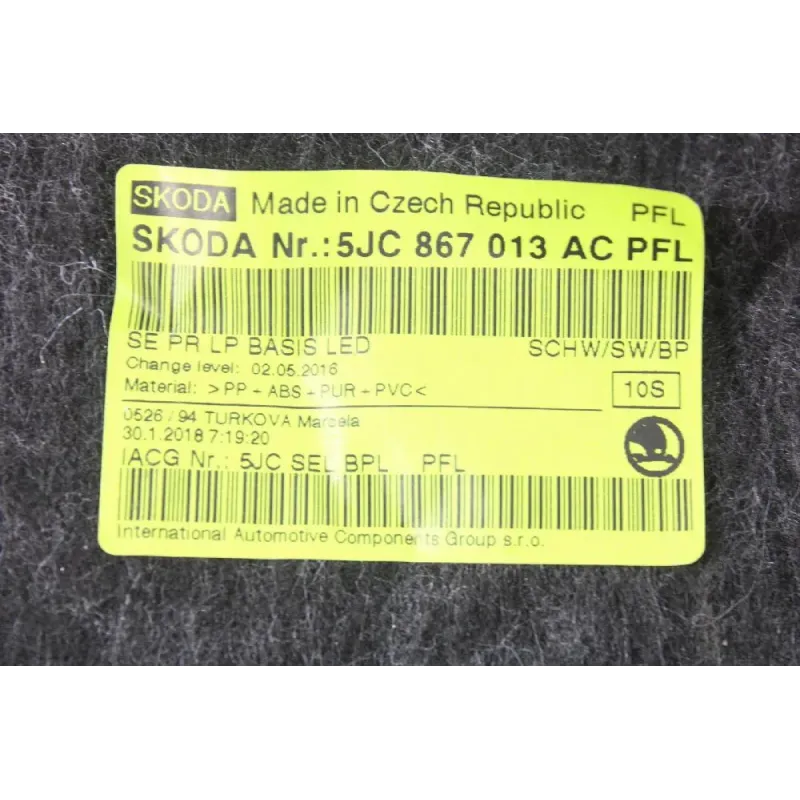 SKODA Made in Czech Republic PFL
SKODA Nr.: 5JC 867 013 AC PFL
SE PR LP BASIS LED SCHW/SW/BP
Change level: 02.05.2016
Material: >PP+ABS+PUR+PVC< 10S
0526 / 94 TURKOVA Marcela
30.1.2018 7:19:20
IACG Nr.: 5JC SEL BPL PFL
International Automotive Components Group s.r.o.